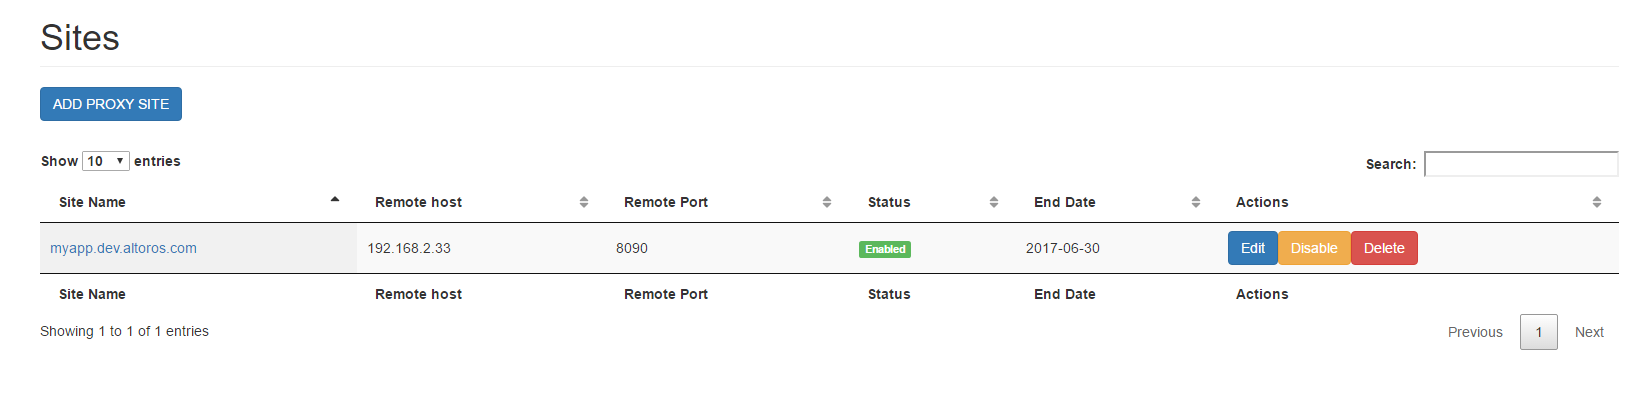 Sites
ADD PROXY SITE
Show 10 entries
Search:
Site Name Remote host Remote Port Status End Date Actions
myapp.dev.altoros.com 192.168.2.33 8090 Enabled 2017-06-30 Edit Disable Delete
Site Name Remote host Remote Port Status End Date Actions
Showing 1 to 1 of 1 entries
Previous 1 Next